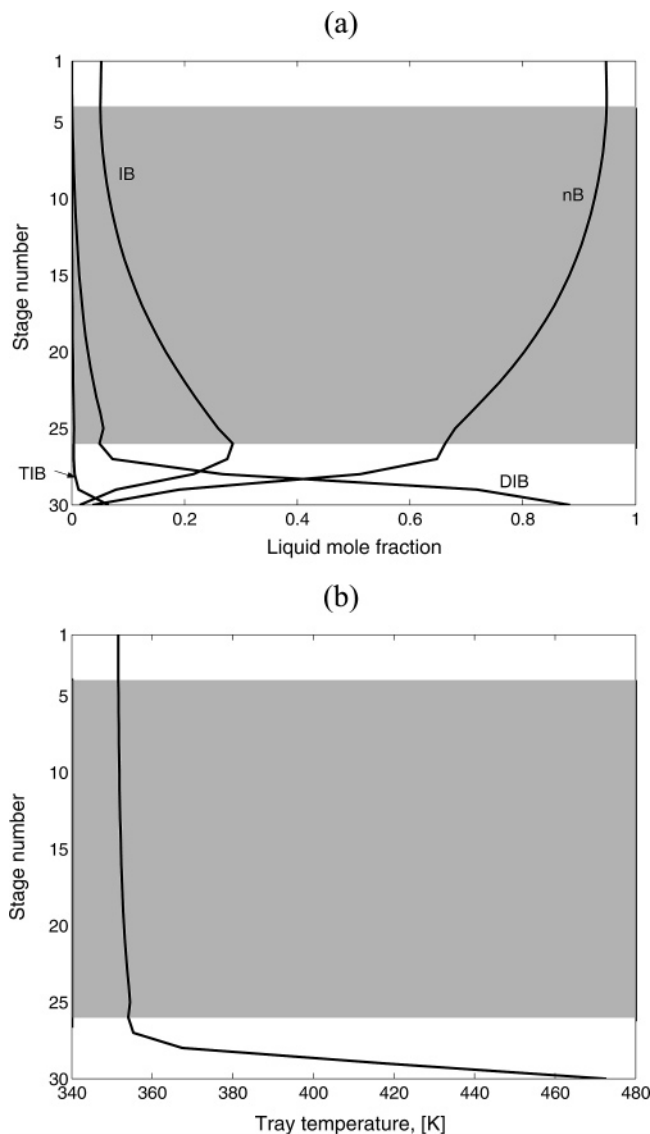 (a)
1
5
10
15
20
25
30
Stage number
IB
nB
TIB
DIB
0
0.2
0.4
0.6
0.8
1
Liquid mole fraction
(b)
1
5
10
15
20
25
30
Stage number
340
360
380
400
420
440
460
480
Tray temperature, [K]